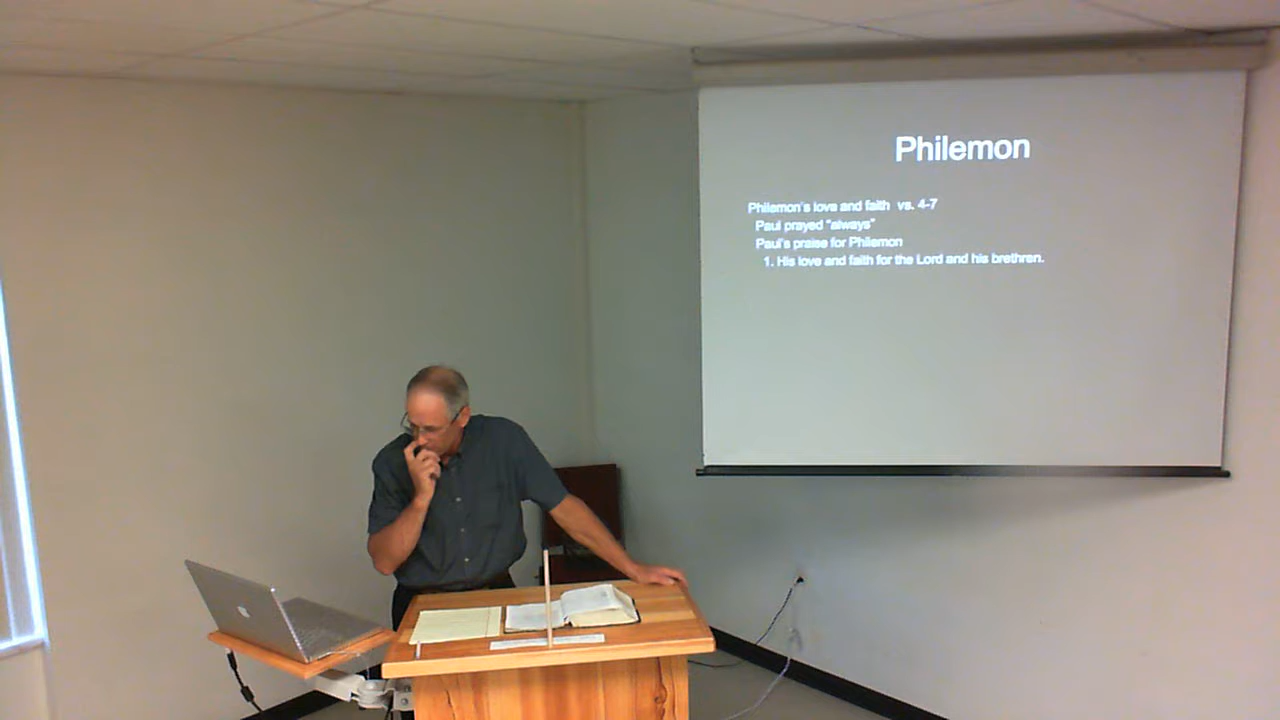 Philemon
Philemon's love and faith vs. 4-7
Paul prayed "always"
Paul's praise for Philemon
1. His love and faith for the Lord and his brethren.